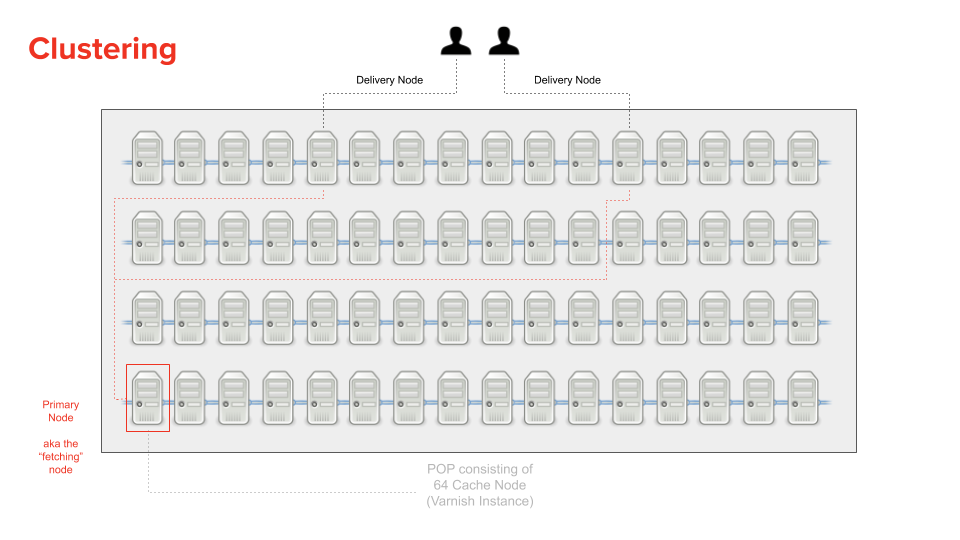 Clustering
Delivery Node
Delivery Node
Primary
Node
aka the
“fetching”
node
POP consisting of
64 Cache Node
(Varnish Instance)